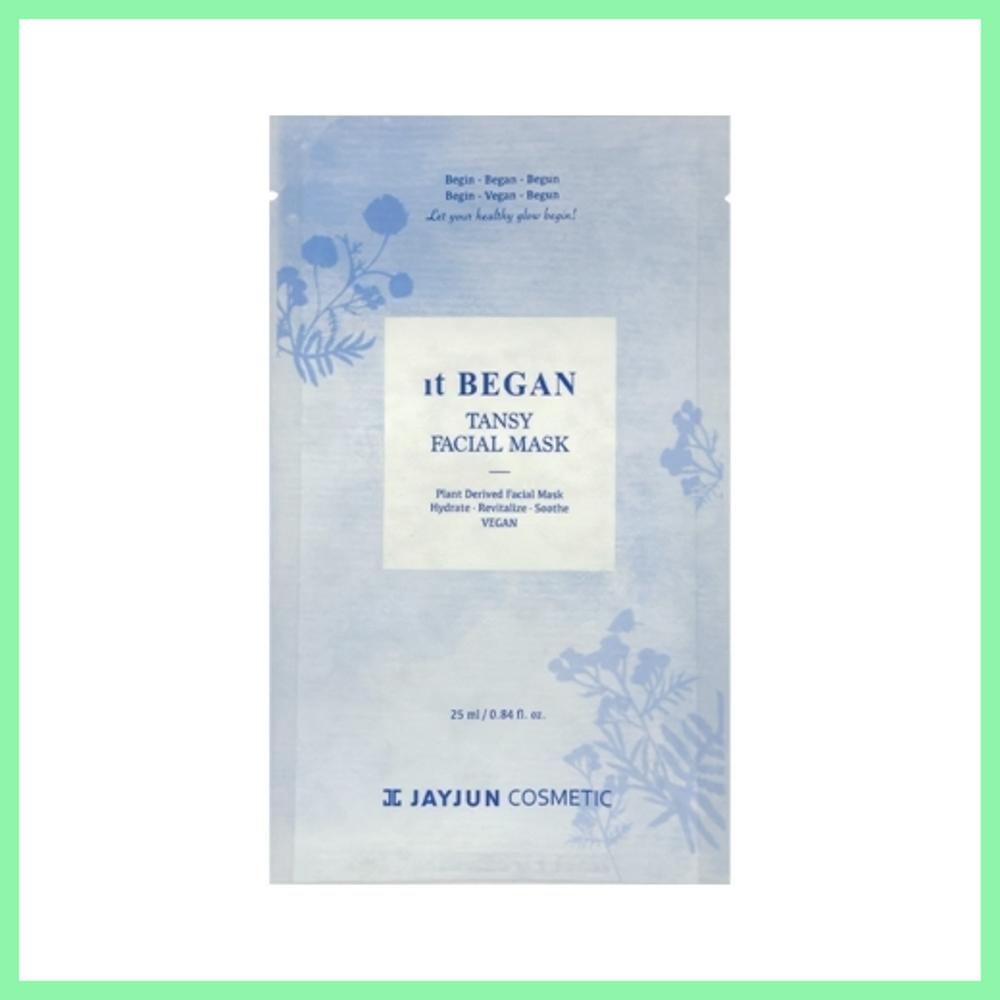 Begin - Began - Begun
Begin - Vegan - Begun
Let your healthy glow begin!
ıt BEGAN
TANSY
FACIAL MASK
Plant Derived Facial Mask
Hydrate · Revitalize · Soothe
VEGAN
25 ml / 0.84 fl. oz.
JAYJUN COSMETIC